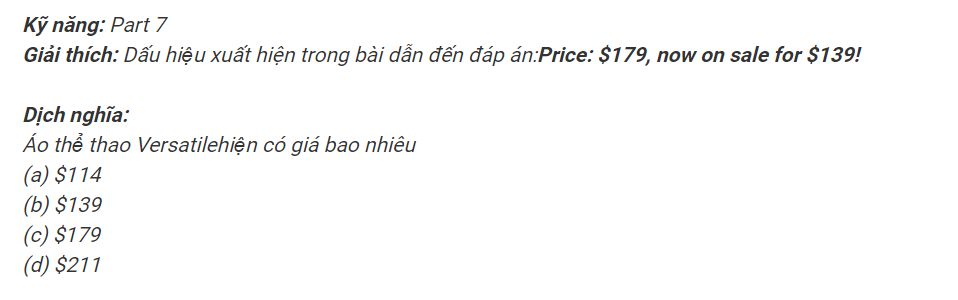 Kỹ năng: Part 7
Giải thích: Dấu hiệu xuất hiện trong bài dẫn đến đáp án:Price: $179, now on sale for $139!
Dịch nghĩa:
Áo thể thao Versatilehiện có giá bao nhiêu
(a) $114
(b) $139
(c) $179
(d) $211